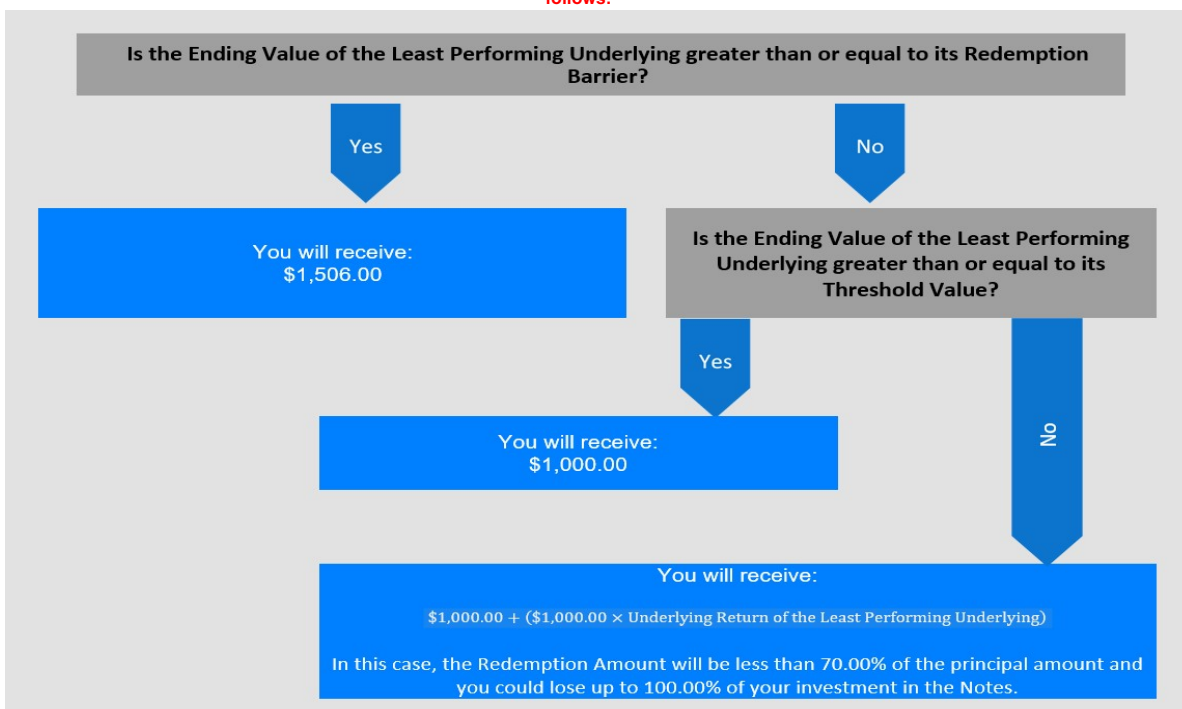 follows:
Is the Ending Value of the Least Performing Underlying greater than or equal to its Redemption
Barrier?
Yes
No
You will receive:
$1,506.00
Is the Ending Value of the Least Performing
Underlying greater than or equal to its
Threshold Value?
Yes
No
You will receive:
$1,000.00
You will receive:
$1,000.00 + ($1,000.00 × Underlying Return of the Least Performing Underlying)
In this case, the Redemption Amount will be less than 70.00% of the principal amount and
you could lose up to 100.00% of your investment in the Notes.